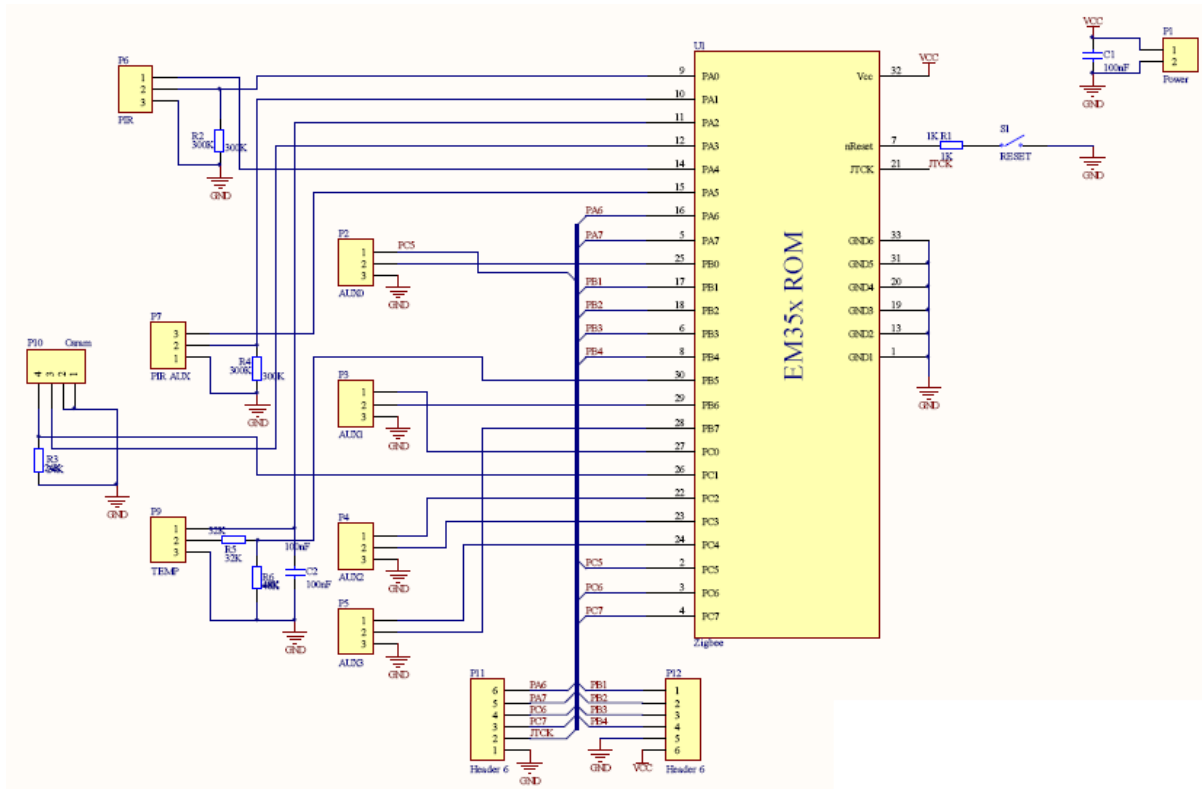 P6
1
2
3
PIR
R2
300K
300K
GND
P7
3
2
1
PIR AUX
R4
300K
300K
GND
P10
4
3
2
1
R3
GND
P9
1
2
3
TEMP
32K
R5
32K
R6
100nF
C2
100nF
GND
P2
1
2
3
AUX0
PC5
GND
P3
1
2
3
AUX1
GND
P4
1
2
3
AUX2
GND
P5
1
2
3
AUX3
GND
U1
EM35x ROM
Zigbee
9 PA0
10 PA1
11 PA2
12 PA3
14 PA4
15 PA5
PA6 16 PA6
PA7 5 PA7
25 PB0
PB1 17 PB1
PB2 18 PB2
PB3 6 PB3
PB4 8 PB4
30 PB5
29 PB6
28 PB7
27 PC0
26 PC1
22 PC2
23 PC3
24 PC4
PC5 2 PC5
PC6 3 PC6
PC7 4 PC7
Vcc 32 VCC
nReset 7
1K R1
1K
S1
RESET
GND
JTCK 21 JTCK
GND6 33
GND5 31
GND4 20
GND3 19
GND2 13
GND1 1
GND
VCC
C1
100nF
GND
P1
1
2
Power
P11
6 PA6
5 PA7
4 PC6
3 PC7
2 JTCK
1
GND
Header 6
P12
PB1 1
PB2 2
PB3 3
PB4 4
5
6
GND
VCC
Header 6